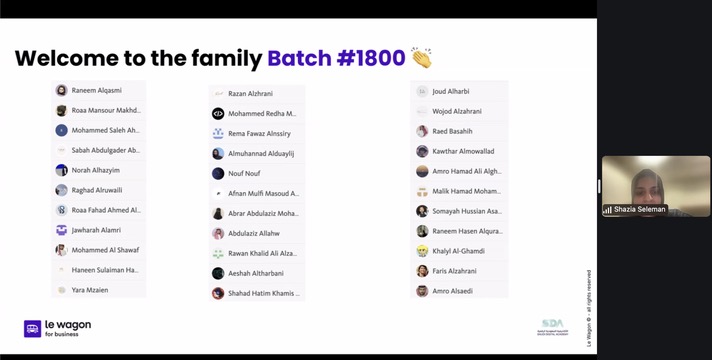 Welcome to the family Batch #1800 👏
Raneem Alqasmi
Roaa Mansour Makhd..
Mohammed Saleh Ah..
Sabah Abdulgader Ab..
Norah Alhazyim
Raghad Alruwaili
Roaa Fahad Ahmed Al..
Jawharah Alamri
Mohammed Al Shawaf
Haneen Sulaiman Ha..
Yara Mzaien
Razan Alzhrani
Mohammed Redha M..
Rema Fawaz Alnssiry
Almuhannad Alduaylij
Nouf Nouf
Afnan Mulfi Masoud A..
Abrar Abdulaziz Moha..
Abdulaziz Allahw
Rawan Khalid Ali Alza..
Aeshah Altharbani
Shahad Hatim Khamis ..
Joud Alharbi
Wojod Alzahrani
Raed Basahih
Kawthar Almowallad
Amro Hamad Ali Algh..
Malik Hamad Moham..
Somayah Hussian Asa..
Raneem Hasen Alqura..
Khalyl Al-Ghamdi
Faris Alzahrani
Amro Alsaedi
le wagon
for business
SDA
Le Wagon © - all rights reserved
Shazia Seleman